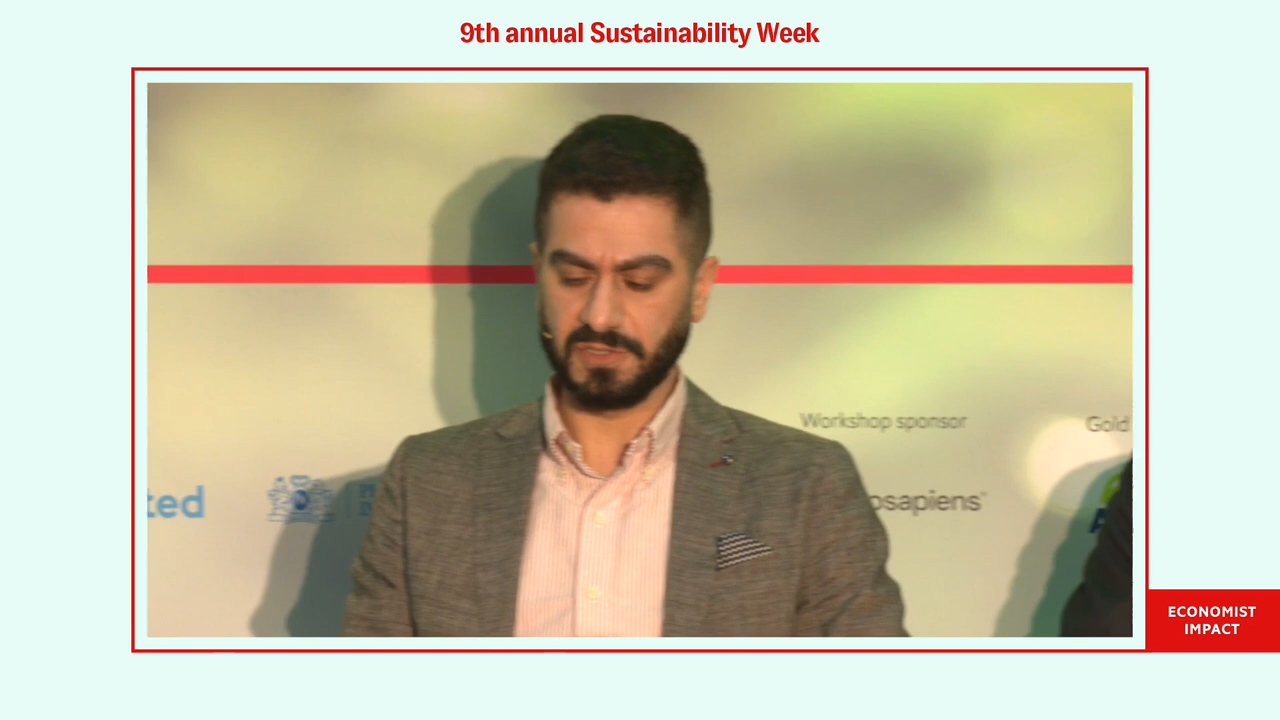 9th annual Sustainability Week
Workshop sponsor
Gold
ted
osapiens
ECONOMIST
IMPACT